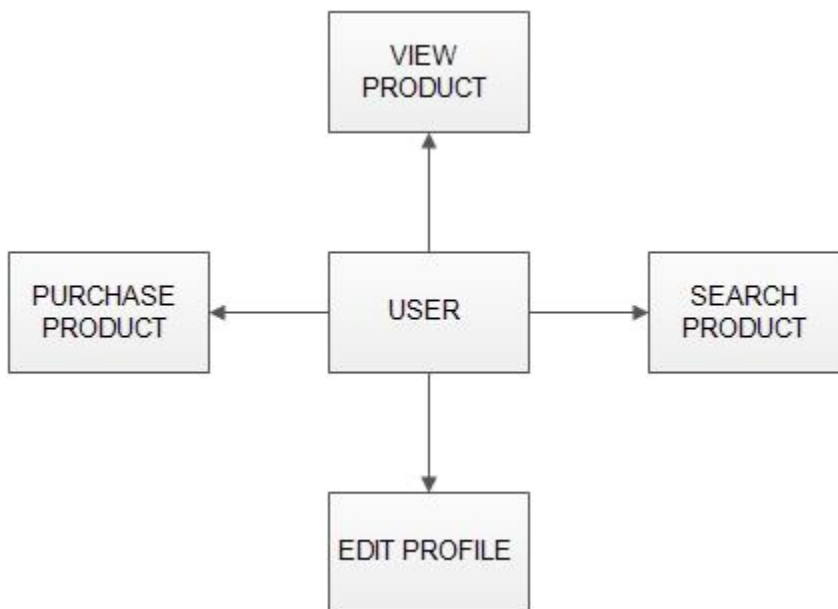 VIEW
PRODUCT
PURCHASE
PRODUCT
USER
SEARCH
PRODUCT
EDIT PROFILE